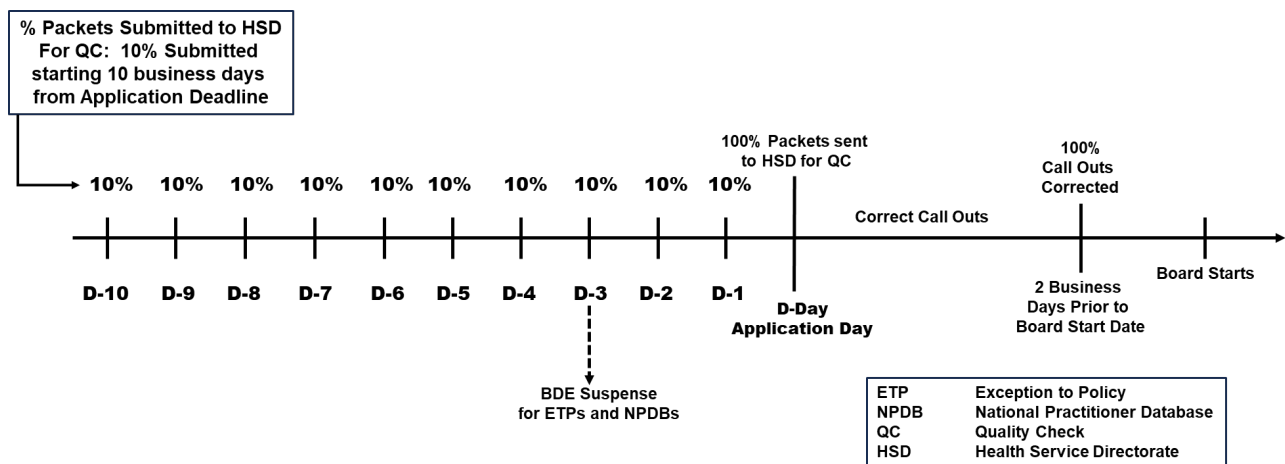 % Packets Submitted to HSD
For QC: 10% Submitted
starting 10 business days
from Application Deadline
100% Packets sent
to HSD for QC
100%
Call Outs
Corrected
10% 10% 10% 10% 10% 10% 10% 10% 10% 10%
Correct Call Outs
D-10 D-9 D-8 D-7 D-6 D-5 D-4 D-3 D-2 D-1
D-Day
Application Day
2 Business
Days Prior to
Board Start Date
Board Starts
BDE Suspense
for ETPs and NPDBs
ETP Exception to Policy
NPDB National Practitioner Database
QC Quality Check
HSD Health Service Directorate